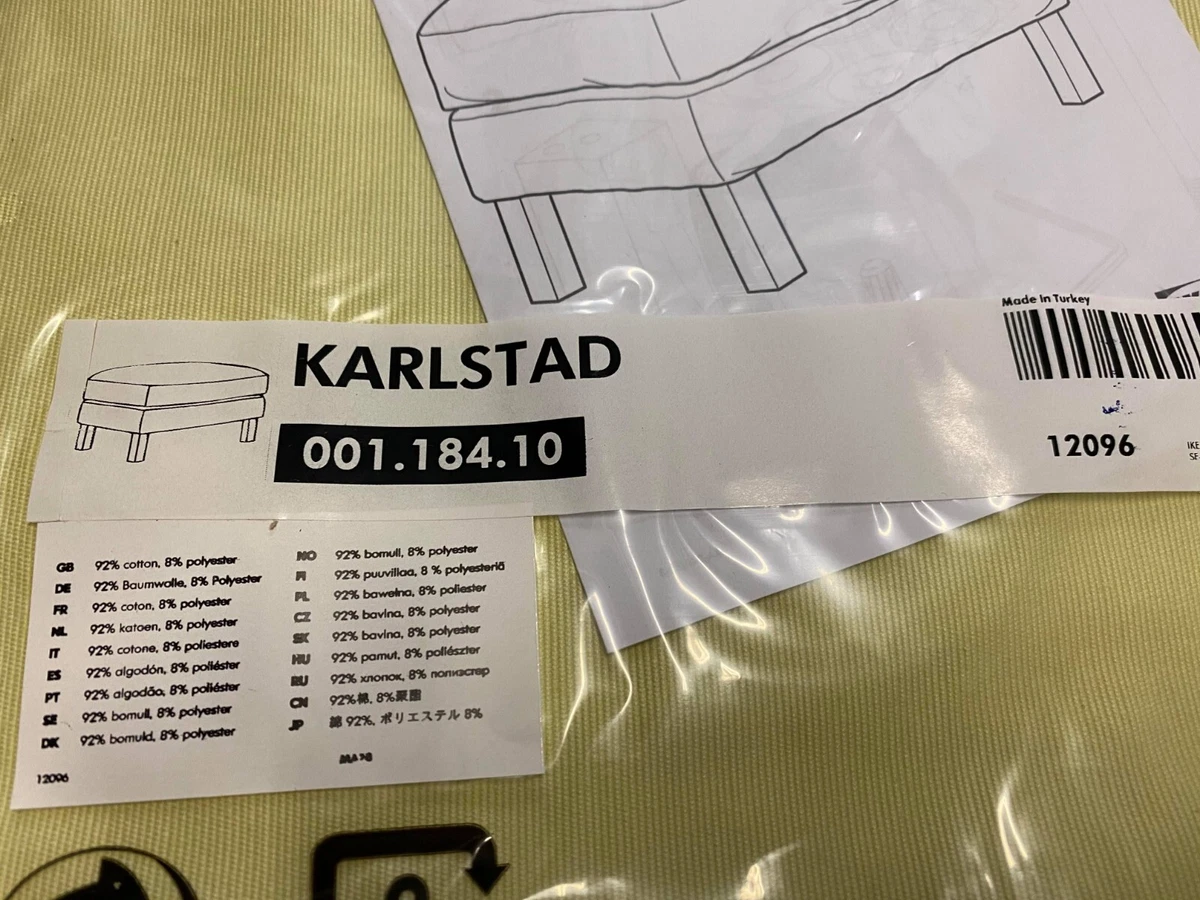 Made in Turkey
KARLSTAD
001.184.10
12096
IKE
GB 92% cotton, 8% polyester
DE 92% Baumwolle, 8% Polyester
FR 92% coton, 8% polyester
NL 92% katoen, 8% polyester
IT 92% cotone, 8% poliestere
ES 92% algodón, 8% poliéster
PT 92% algodão, 8% poliéster
SE 92% bomull, 8% polyester
DK 92% bomuld, 8% polyester
12096
NO 92% bomull, 8% polyester
FI 92% puuvillaa, 8 % polyesteriä
PL 92% bawełna, 8% poliester
CZ 92% bavlna, 8% polyester
SK 92% bavlna, 8% polyester
HU 92% pamut, 8% poliészter
RU 92% хлопок, 8% полиэстер
CN 92%棉, 8%聚酯
JP 綿 92%, ポリエステル 8%